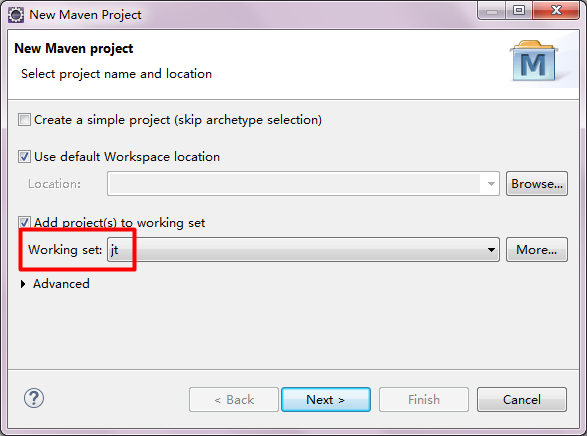 New Maven Project
New Maven project
Select project name and location
M
Create a simple project (skip archetype selection)
Use default Workspace location
Location:
Browse...
Add project(s) to working set
Working set: jt
More...
Advanced
?
< Back Next > Finish Cancel